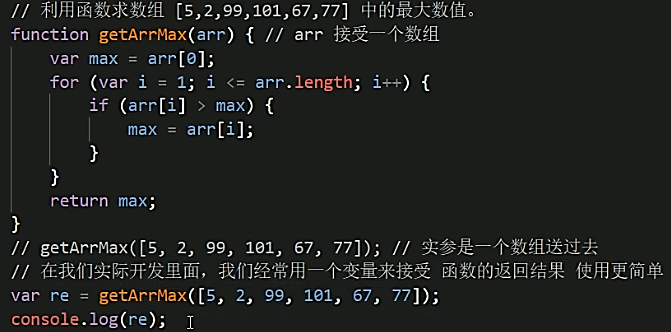 // 利用函数求数组 [5,2,99,101,67,77] 中的最大数值。
function getArrMax(arr) { // arr 接受一个数组
var max = arr[0];
for (var i = 1; i <= arr.length; i++) {
if (arr[i] > max) {
max = arr[i];
}
}
return max;
}
// getArrMax([5, 2, 99, 101, 67, 77]); // 实参是一个数组送过去
// 在我们实际开发里面，我们经常用一个变量来接受 函数的返回结果 使用更简单
var re = getArrMax([5, 2, 99, 101, 67, 77]);
console.log(re);